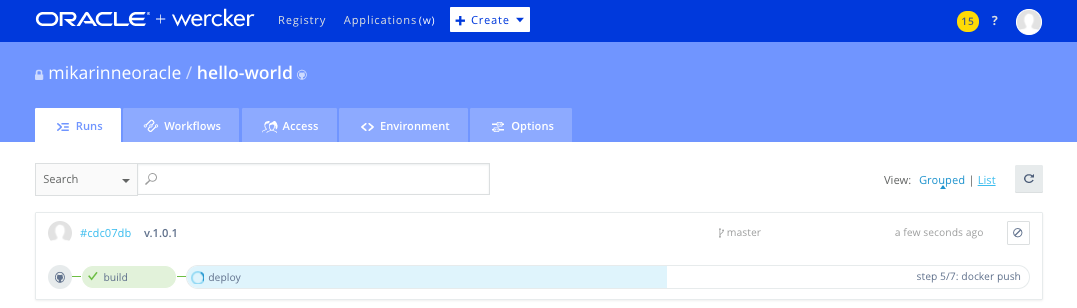 ORACLE + wercker Registry Applications(w) + Create 15 ?
mikarinneoracle / hello-world
Runs Workflows Access Environment Options
Search View: Grouped | List
#cdc07db v.1.0.1 master a few seconds ago
build deploy step 5/7: docker push